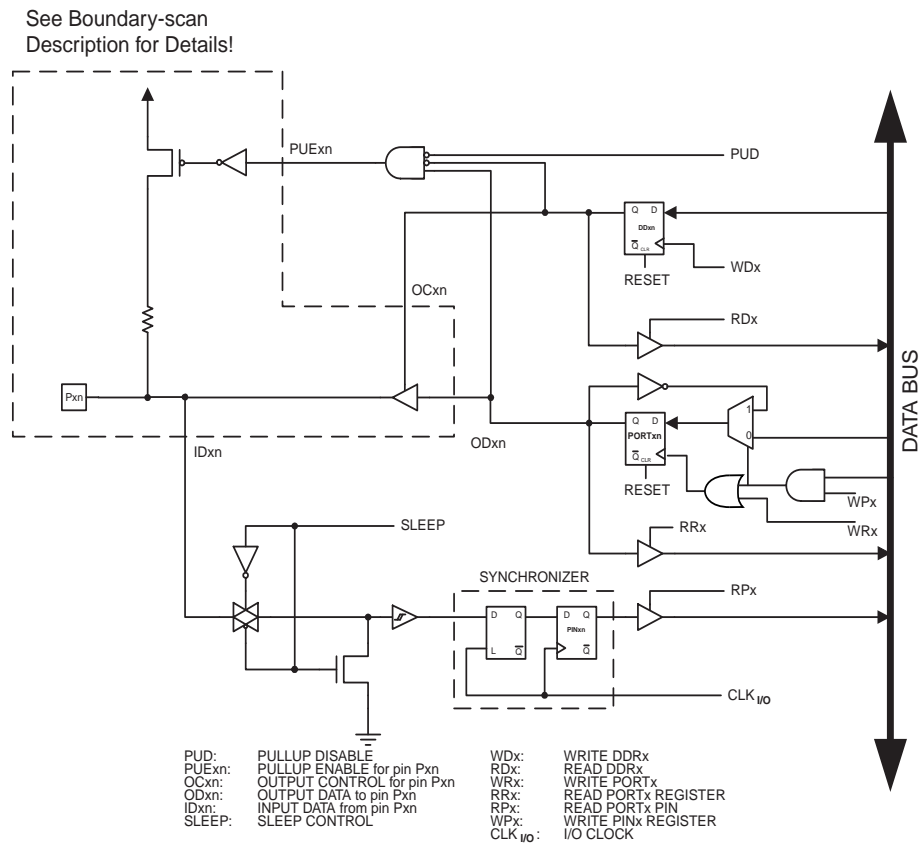 See Boundary-scan
Description for Details!
PUExn
PUD
Q D
DDxn
Q CLR
RESET
WDx
OCxn
RDx
Pxn
ODxn
IDxn
1
Q D
PORTxn
0
Q CLR
RESET
WPx
WRx
RRx
SLEEP
SYNCHRONIZER
RPx
D Q
D Q
PINxn
L Q
Q
CLK I/O
DATA BUS
PUD: PULLUP DISABLE
PUExn: PULLUP ENABLE for pin Pxn
OCxn: OUTPUT CONTROL for pin Pxn
ODxn: OUTPUT DATA to pin Pxn
IDxn: INPUT DATA from pin Pxn
SLEEP: SLEEP CONTROL
WDx: WRITE DDRx
RDx: READ DDRx
WRx: WRITE PORTx
RRx: READ PORTx REGISTER
RPx: READ PORTx PIN
WPx: WRITE PINx REGISTER
CLK I/O: I/O CLOCK